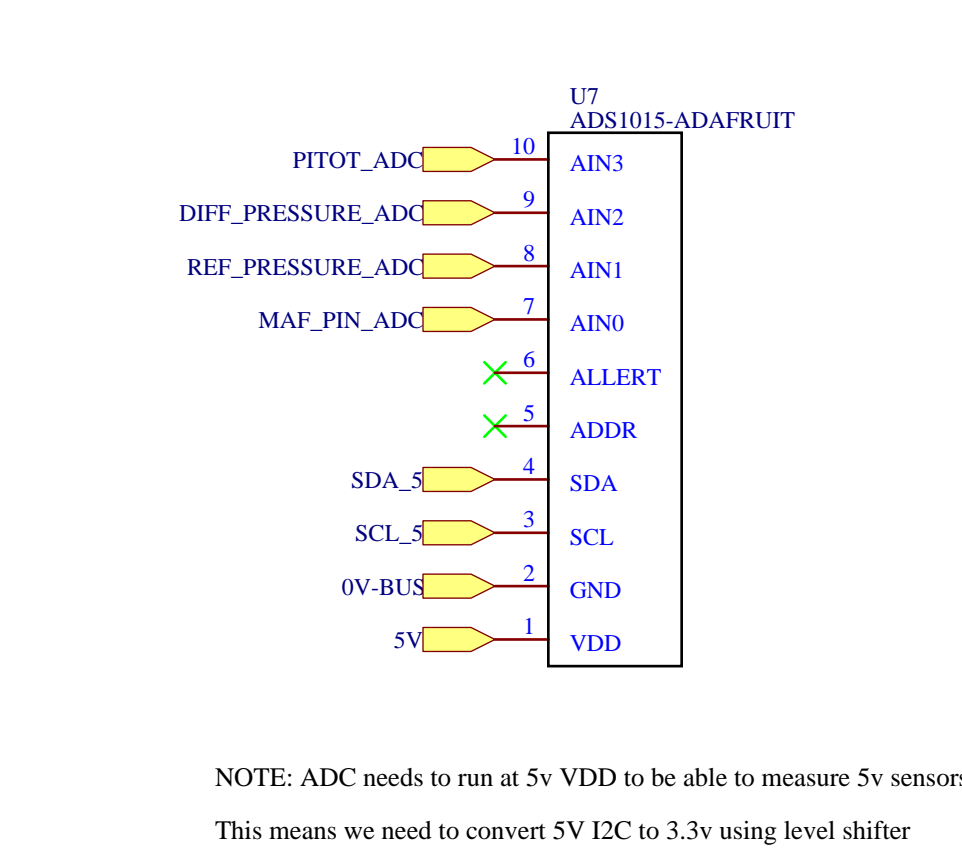 U7
ADS1015-ADAFRUIT
PITOT_ADC 10 AIN3
DIFF_PRESSURE_ADC 9 AIN2
REF_PRESSURE_ADC 8 AIN1
MAF_PIN_ADC 7 AIN0
6 ALLERT
5 ADDR
SDA_5 4 SDA
SCL_5 3 SCL
0V-BUS 2 GND
5V 1 VDD
NOTE: ADC needs to run at 5v VDD to be able to measure 5v sensors
This means we need to convert 5V I2C to 3.3v using level shifter